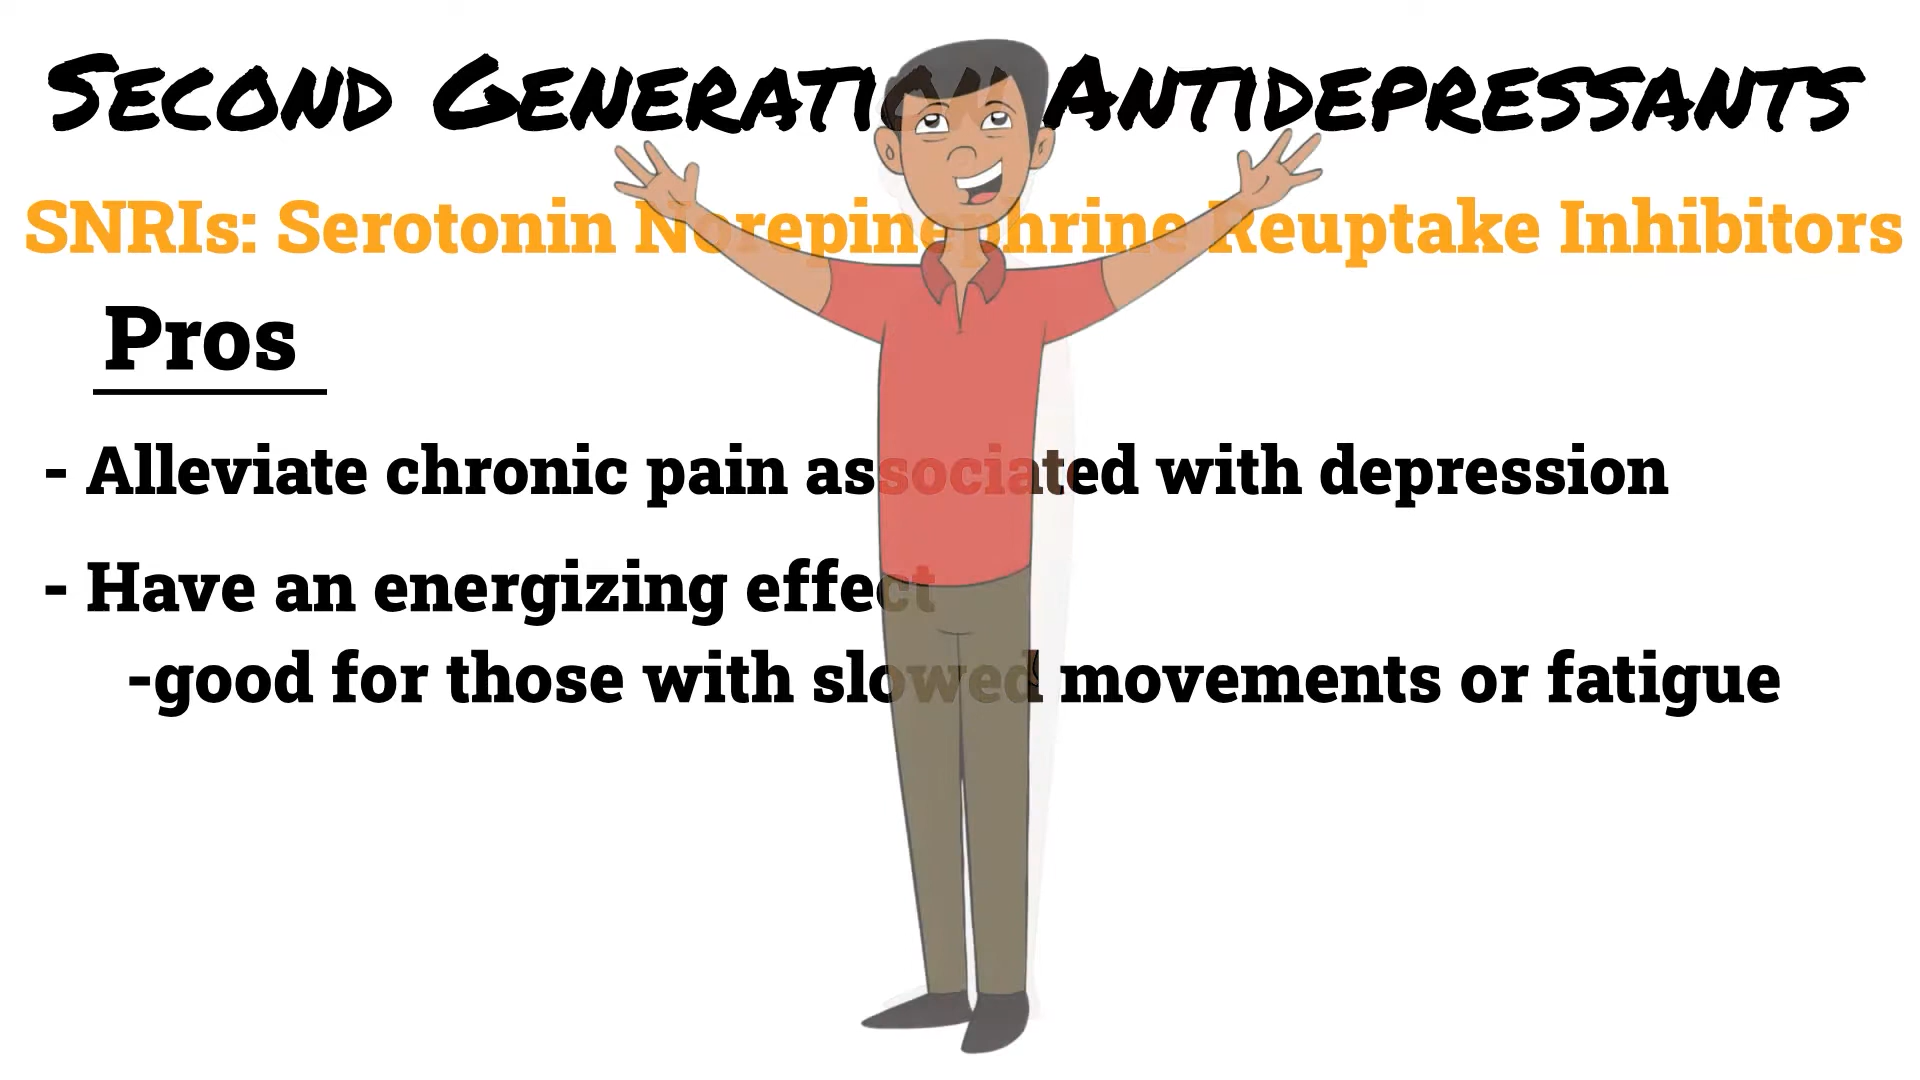 Second Generation Antidepressants
SNRIs: Serotonin Norepinephrine Reuptake Inhibitors
Pros
- Alleviate chronic pain associated with depression
- Have an energizing effect
-good for those with slowed movements or fatigue